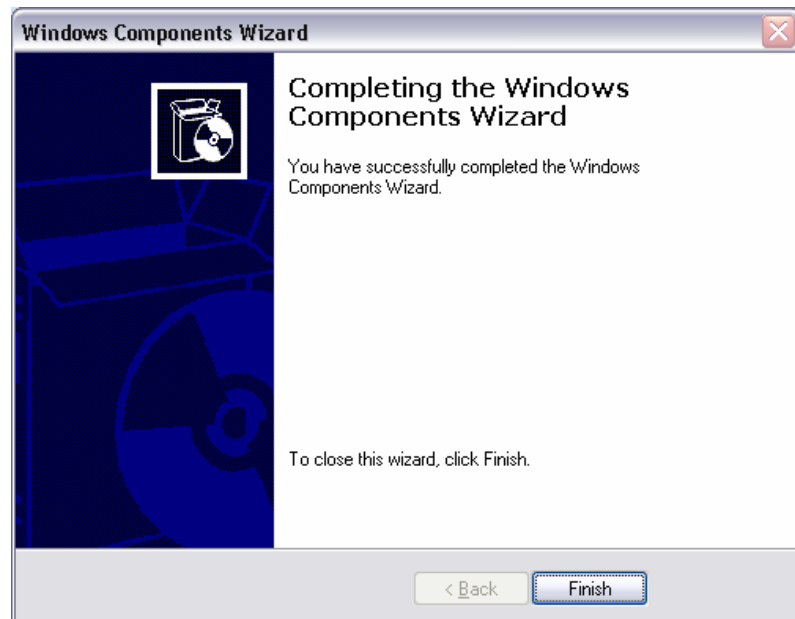 Windows Components Wizard
Completing the Windows
Components Wizard
You have successfully completed the Windows
Components Wizard.
To close this wizard, click Finish.
< Back
Finish